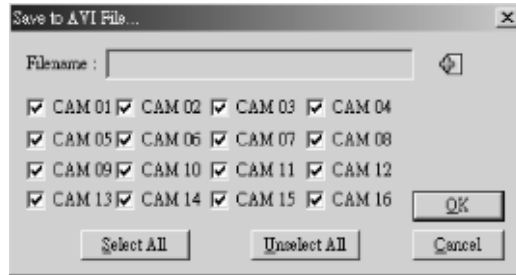 Save to AVI File...
Filename :
CAM 01 CAM 02 CAM 03 CAM 04
CAM 05 CAM 06 CAM 07 CAM 08
CAM 09 CAM 10 CAM 11 CAM 12
CAM 13 CAM 14 CAM 15 CAM 16
OK
Select All Unselect All Cancel